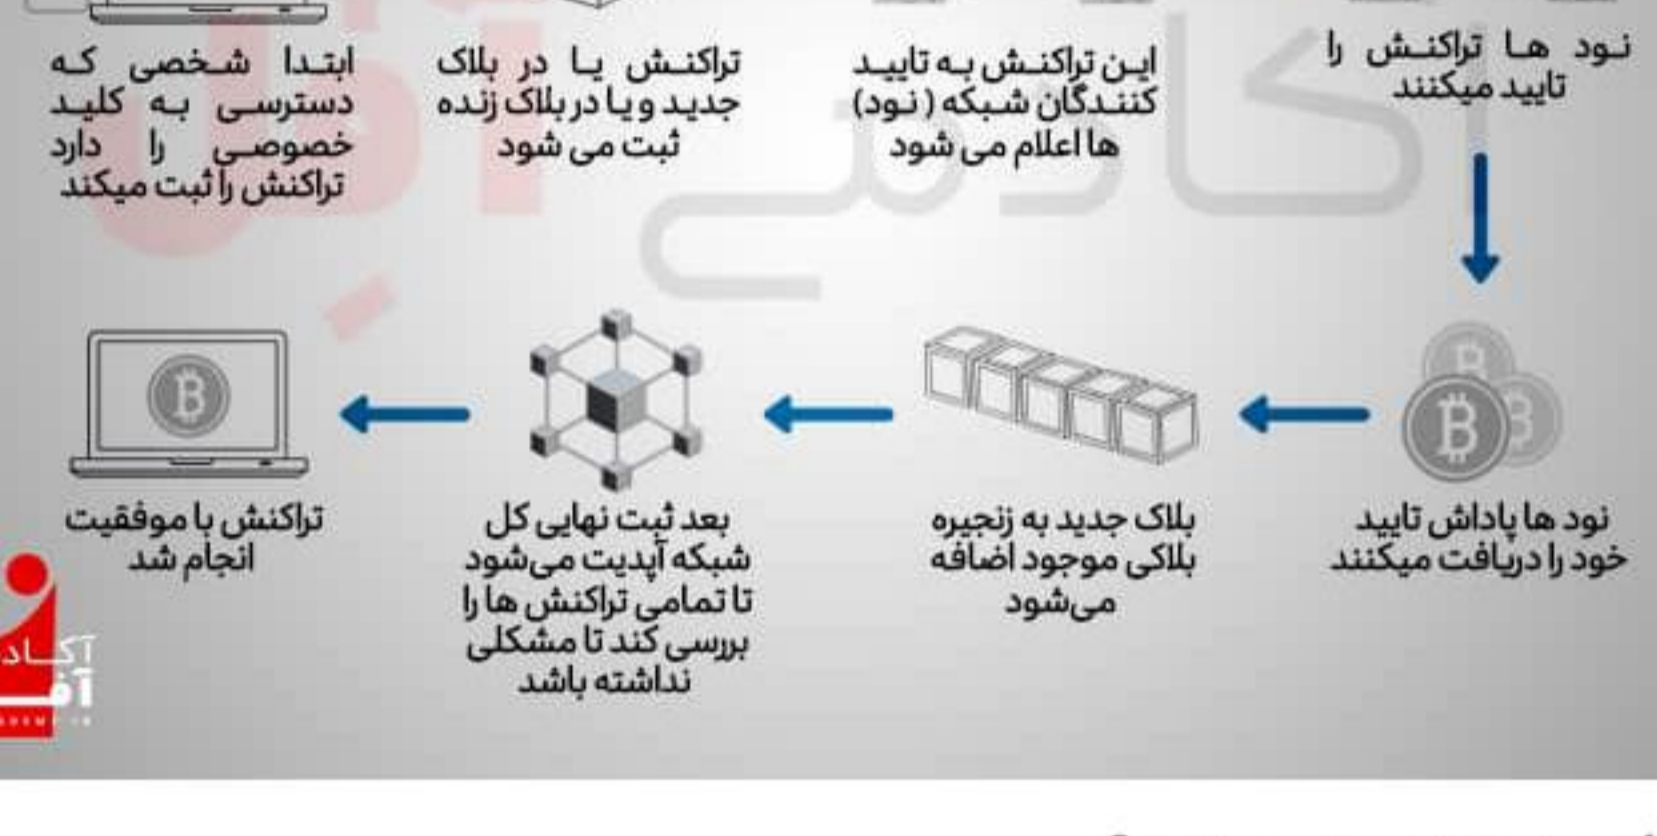 ابتدا شخصی که
دسترسی به کلید
خصوصی را دارد
تراکنش را ثبت میکند
تراکنش یا در بلاک
جدید و یا در بلاک زنده
ثبت می شود
این تراکنش به تایید
کنندگان شبکه ( نود)
ها اعلام می شود
نود ها تراکنش را
تایید میکنند
نود ها پاداش تایید
خود را دریافت میکنند
بلاک جدید به زنجیره
بلاکی موجود اضافه
می‌شود
بعد ثبت نهایی کل
شبکه آپدیت می‌شود
تا تمامی تراکنش ها را
بررسی کند تا مشکلی
نداشته باشد
تراکنش با موفقیت
انجام شد